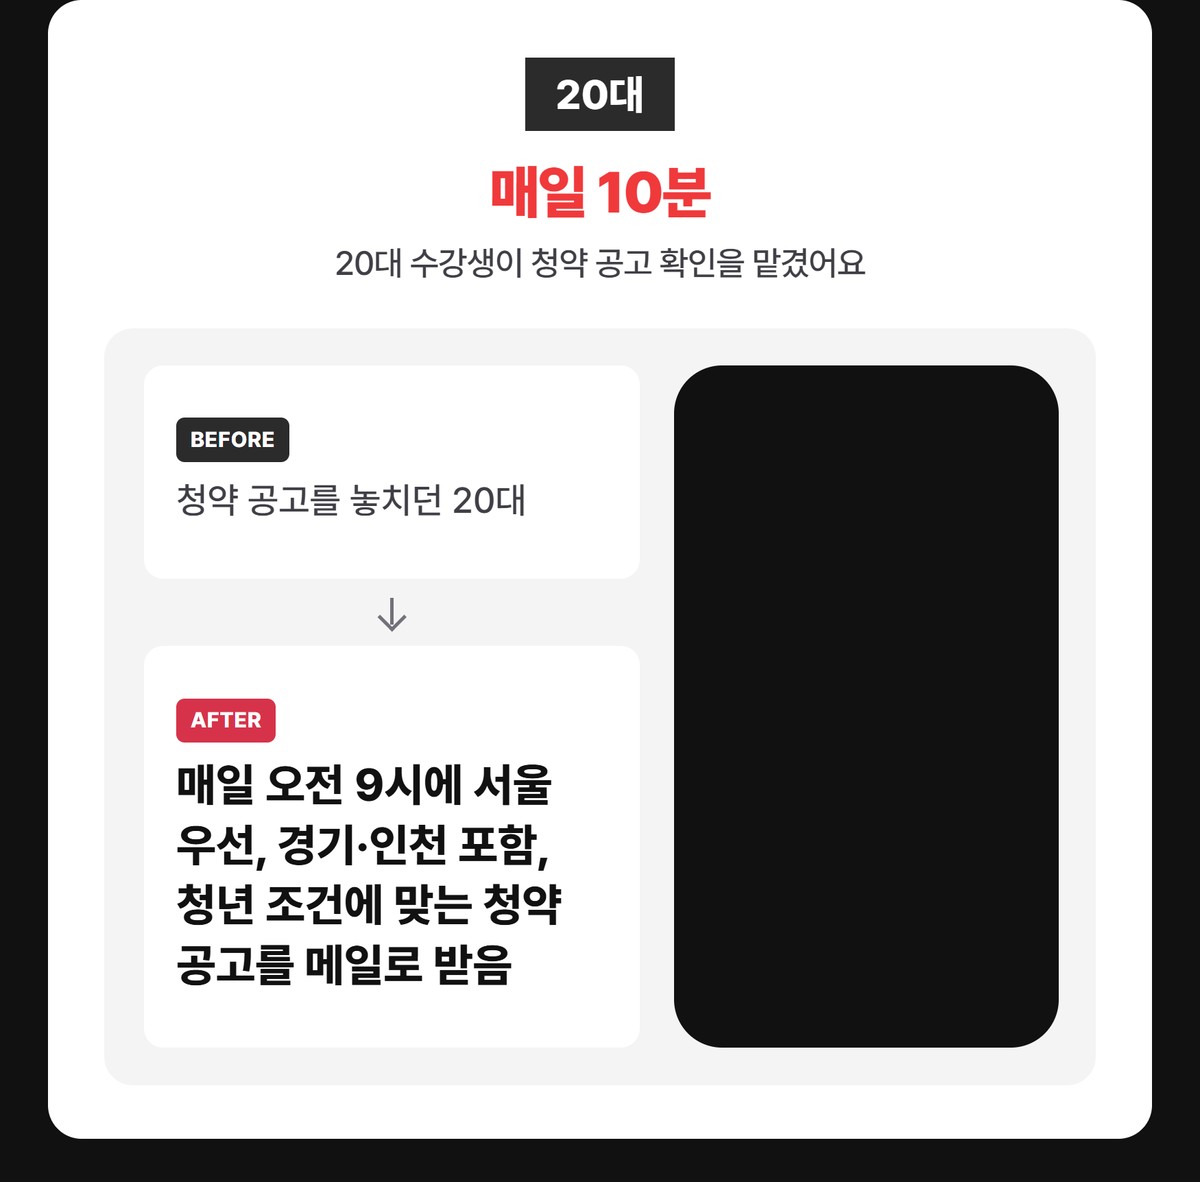 20대
매일 10분
20대 수강생이 청약 공고 확인을 맡겼어요
BEFORE
청약 공고를 놓치던 20대
AFTER
매일 오전 9시에 서울
우선, 경기·인천 포함,
청년 조건에 맞는 청약
공고를 메일로 받음